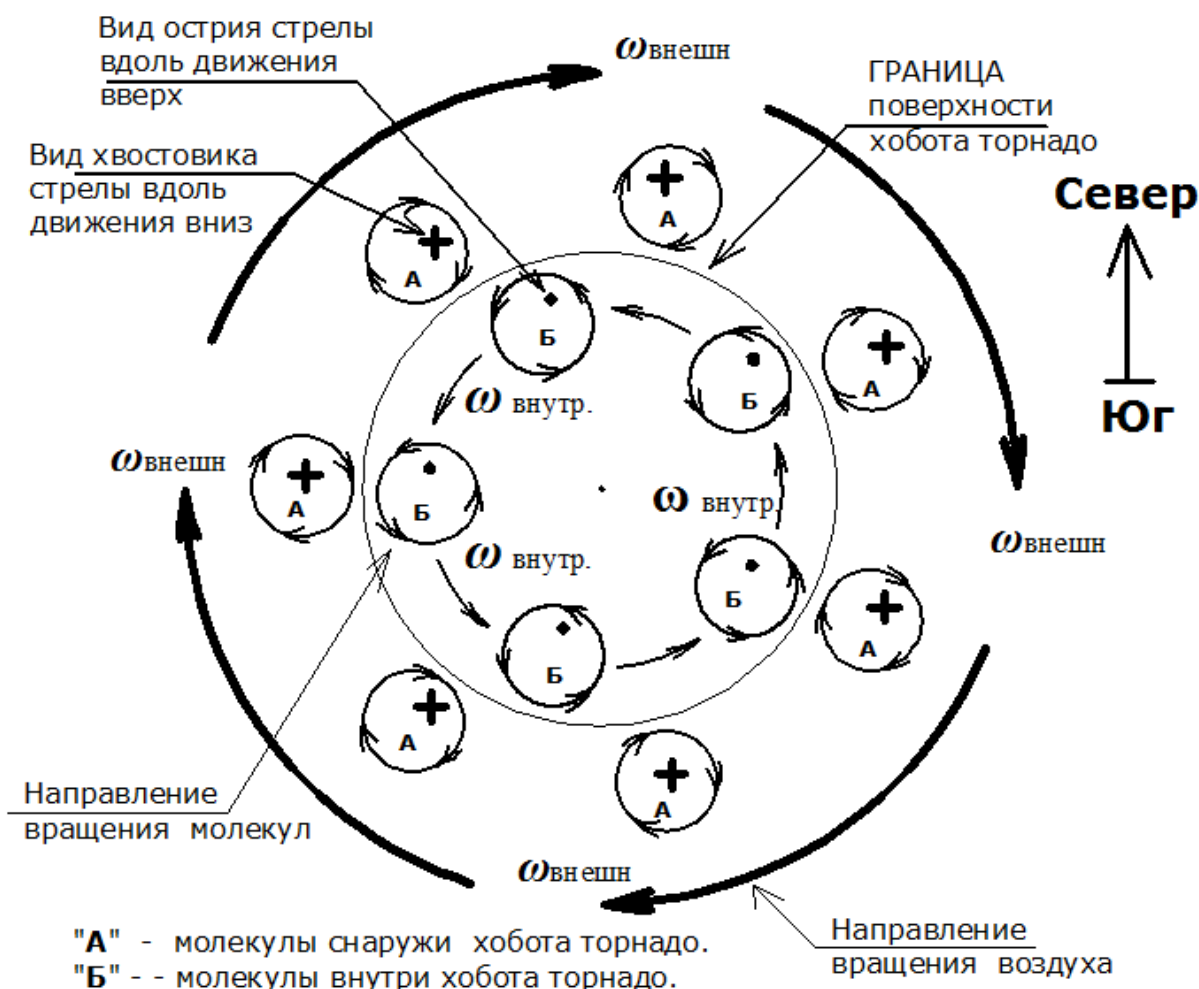 Вид острия стрелы
вдоль движения
вверх
ωвнешн
ГРАНИЦА
поверхности
хобота торнадо
Вид хвостовика
стрелы вдоль
движения вниз
Север
Юг
А
А
Б
Б
А
ω внутр.
ωвнешн
А
Б
ω внутр.
ω внутр.
ωвнешн
Б
А
Б
А
А
Направление
вращения молекул
ωвнешн
Направление
вращения воздуха
"А" - молекулы снаружи хобота торнадо.
"Б" - - молекулы внутри хобота торнадо.